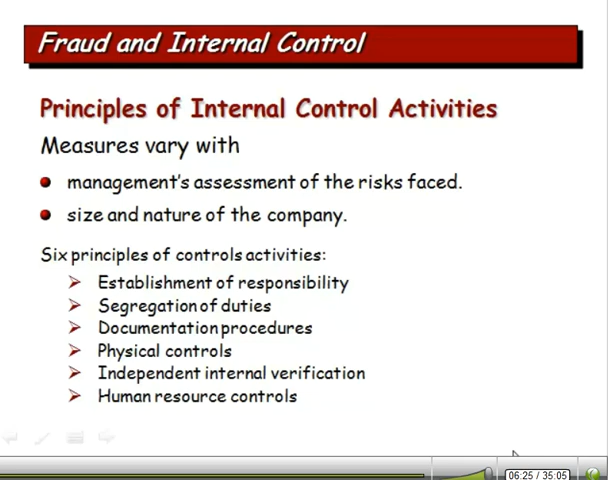 Fraud and Internal Control
Principles of Internal Control Activities
Measures vary with
management's assessment of the risks faced.
size and nature of the company.
Six principles of controls activities:
Establishment of responsibility
Segregation of duties
Documentation procedures
Physical controls
Independent internal verification
Human resource controls
06:25 / 35:05